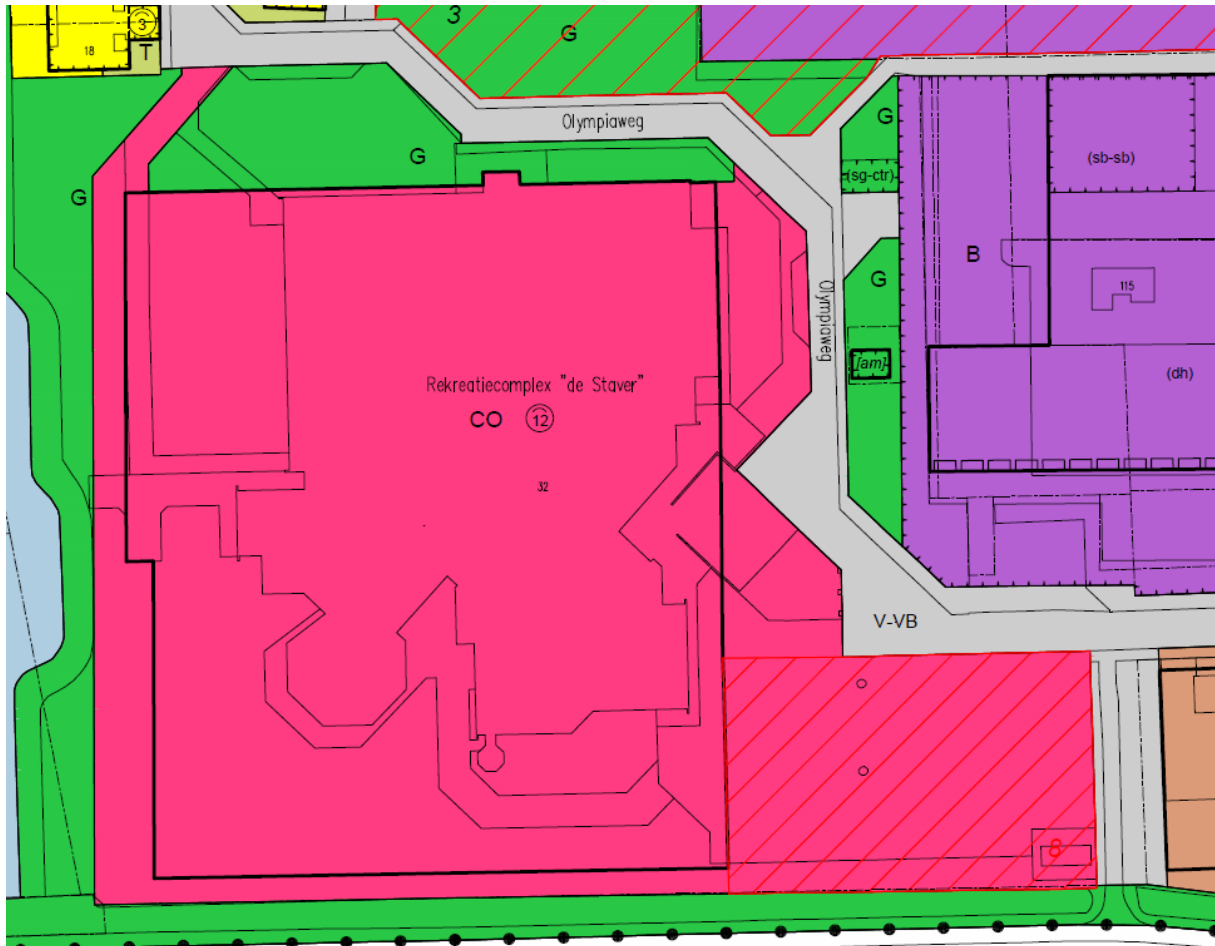 3
18
T
3
G
Olympiaweg
G
G
(sg-ctr)
(sb-sb)
G
B
G
115
Olympiaweg
[am]
(dh)
Rekreatiecomplex "de Staver"
CO 12
32
V-VB
8